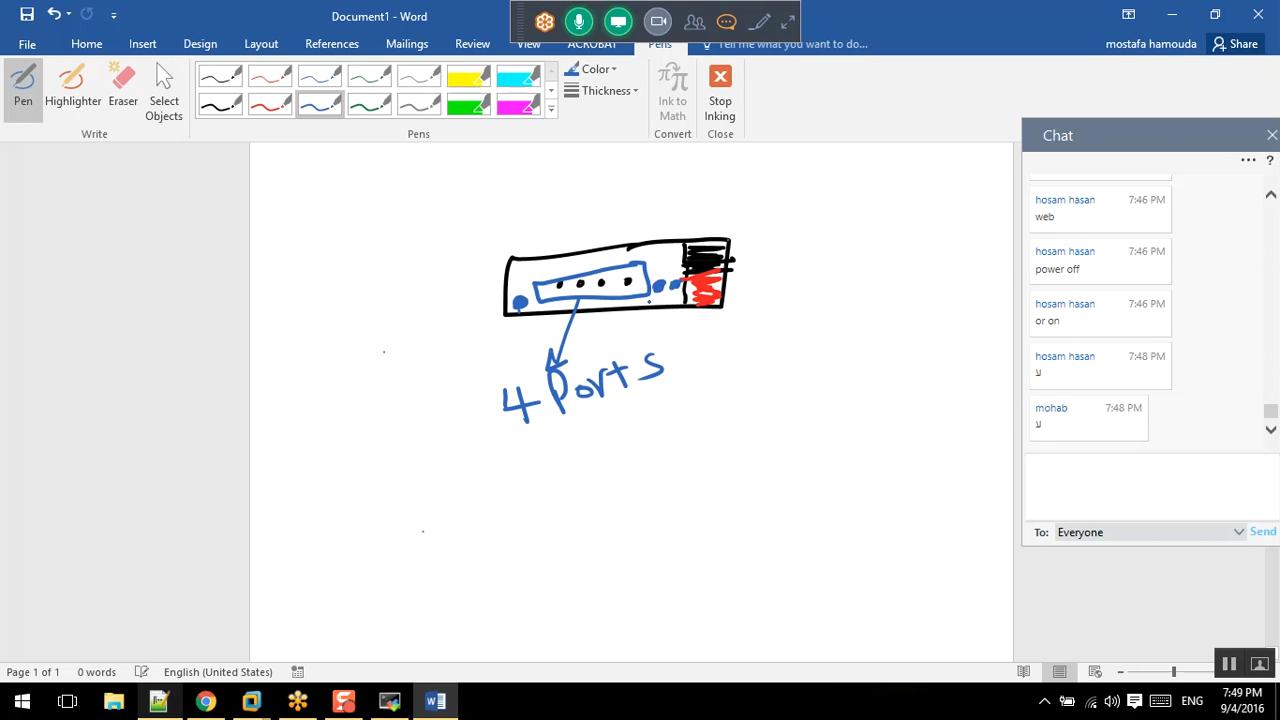 Document1 - Word
File
Home
Insert
Design
Layout
References
Mailings
Review
View
ACROBAT
Pens
Tell me what you want to do...
mostafa hamouda
Share
Pen
Highlighter
Eraser
Select Objects
Color
Thickness
Ink to Math
Stop Inking
Write
Pens
Convert
Close
Chat
hosam hasan 7:46 PM
web
hosam hasan 7:46 PM
power off
hosam hasan 7:46 PM
or on
hosam hasan 7:48 PM
لا
mohab 7:48 PM
لا
4 Ports
To: Everyone
Send
Page 1 of 1
0 words
English (United States)
ENG
7:49 PM
9/4/2016